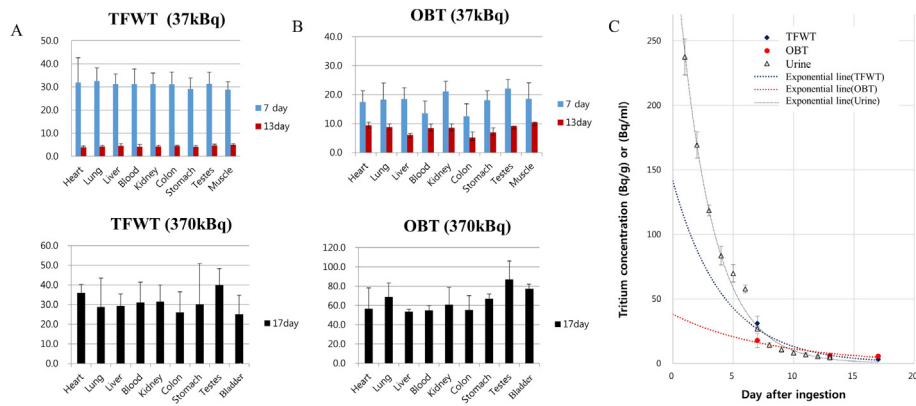 A
TFWT (37kBq)
50.0
40.0
30.0
20.0
10.0
0.0
Heart
Lung
Liver
Blood
Kidney
Colon
Stomach
Testes
Muscle
7 day
13day
B
OBT (37kBq)
40.0
30.0
20.0
10.0
0.0
Heart
Lung
Liver
Blood
Kidney
Colon
Stomach
Testes
Muscle
7 day
13day
TFWT (370kBq)
60.0
50.0
40.0
30.0
20.0
10.0
0.0
Heart
Lung
Liver
Blood
Kidney
Colon
Stomach
Testes
Bladder
17day
OBT (370kBq)
120.0
100.0
80.0
60.0
40.0
20.0
0.0
Heart
Lung
Liver
Blood
Kidney
Colon
Stomach
Testes
Bladder
17day
C
Tritium concentration (Bq/g) or (Bq/ml)
250
200
150
100
50
0
0
5
10
15
20
Day after ingestion
TFWT
OBT
Urine
Exponential line(TFWT)
Exponential line(OBT)
Exponential line(Urine)